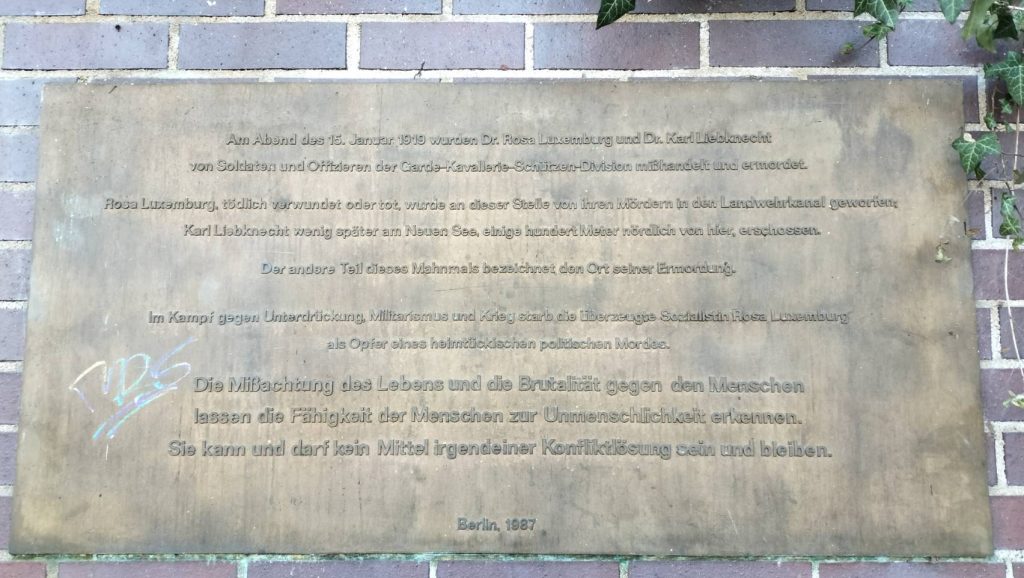 Am Abend des 15. Januar 1919 wurden Dr. Rosa Luxemburg und Dr. Karl Liebknecht
von Soldaten und Offizieren der Garde-Kavallerie-Schützen-Division mißhandelt und ermordet.
Rosa Luxemburg, tödlich verwundet oder tot, wurde an dieser Stelle von ihren Mördern in den Landwehrkanal geworfen;
Karl Liebknecht wenig später am Neuen See, einige hundert Meter nördlich von hier, erschossen.
Der andere Teil dieses Mahnmals bezeichnet den Ort seiner Ermordung.
Im Kampf gegen Unterdrückung, Militarismus und Krieg starb die überzeugte Sozialistin Rosa Luxemburg
als Opfer eines heimtückischen politischen Mordes.
Die Mißachtung des Lebens und die Brutalität gegen den Menschen
lassen die Fähigkeit der Menschen zur Unmenschlichkeit erkennen.
Sie kann und darf kein Mittel irgendeiner Konfliktlösung sein und bleiben.
Berlin, 1987